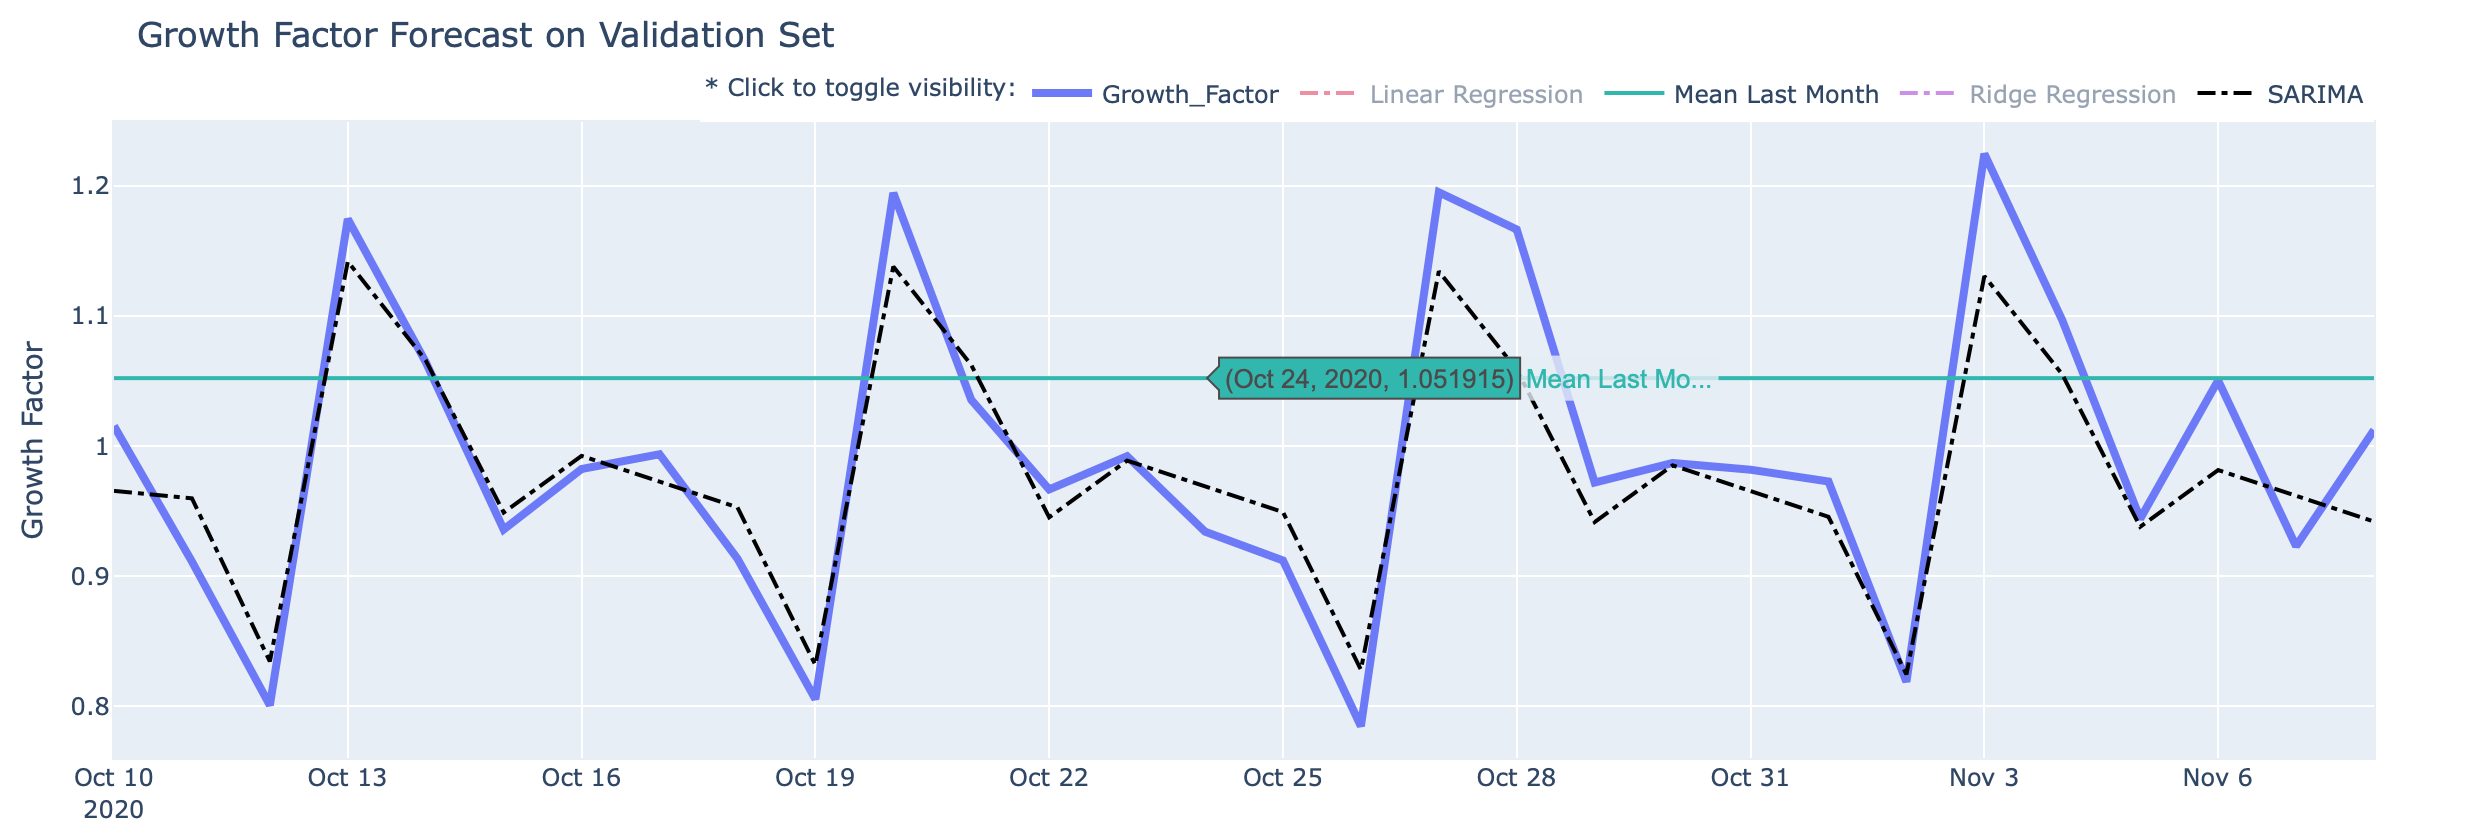 Growth Factor Forecast on Validation Set
* Click to toggle visibility: Growth_Factor Linear Regression Mean Last Month Ridge Regression SARIMA
1.2
1.1
1
0.9
0.8
Growth Factor
(Oct 24, 2020, 1.051915) Mean Last Mo...
Oct 10 Oct 13 Oct 16 Oct 19 Oct 22 Oct 25 Oct 28 Oct 31 Nov 3 Nov 6
2020